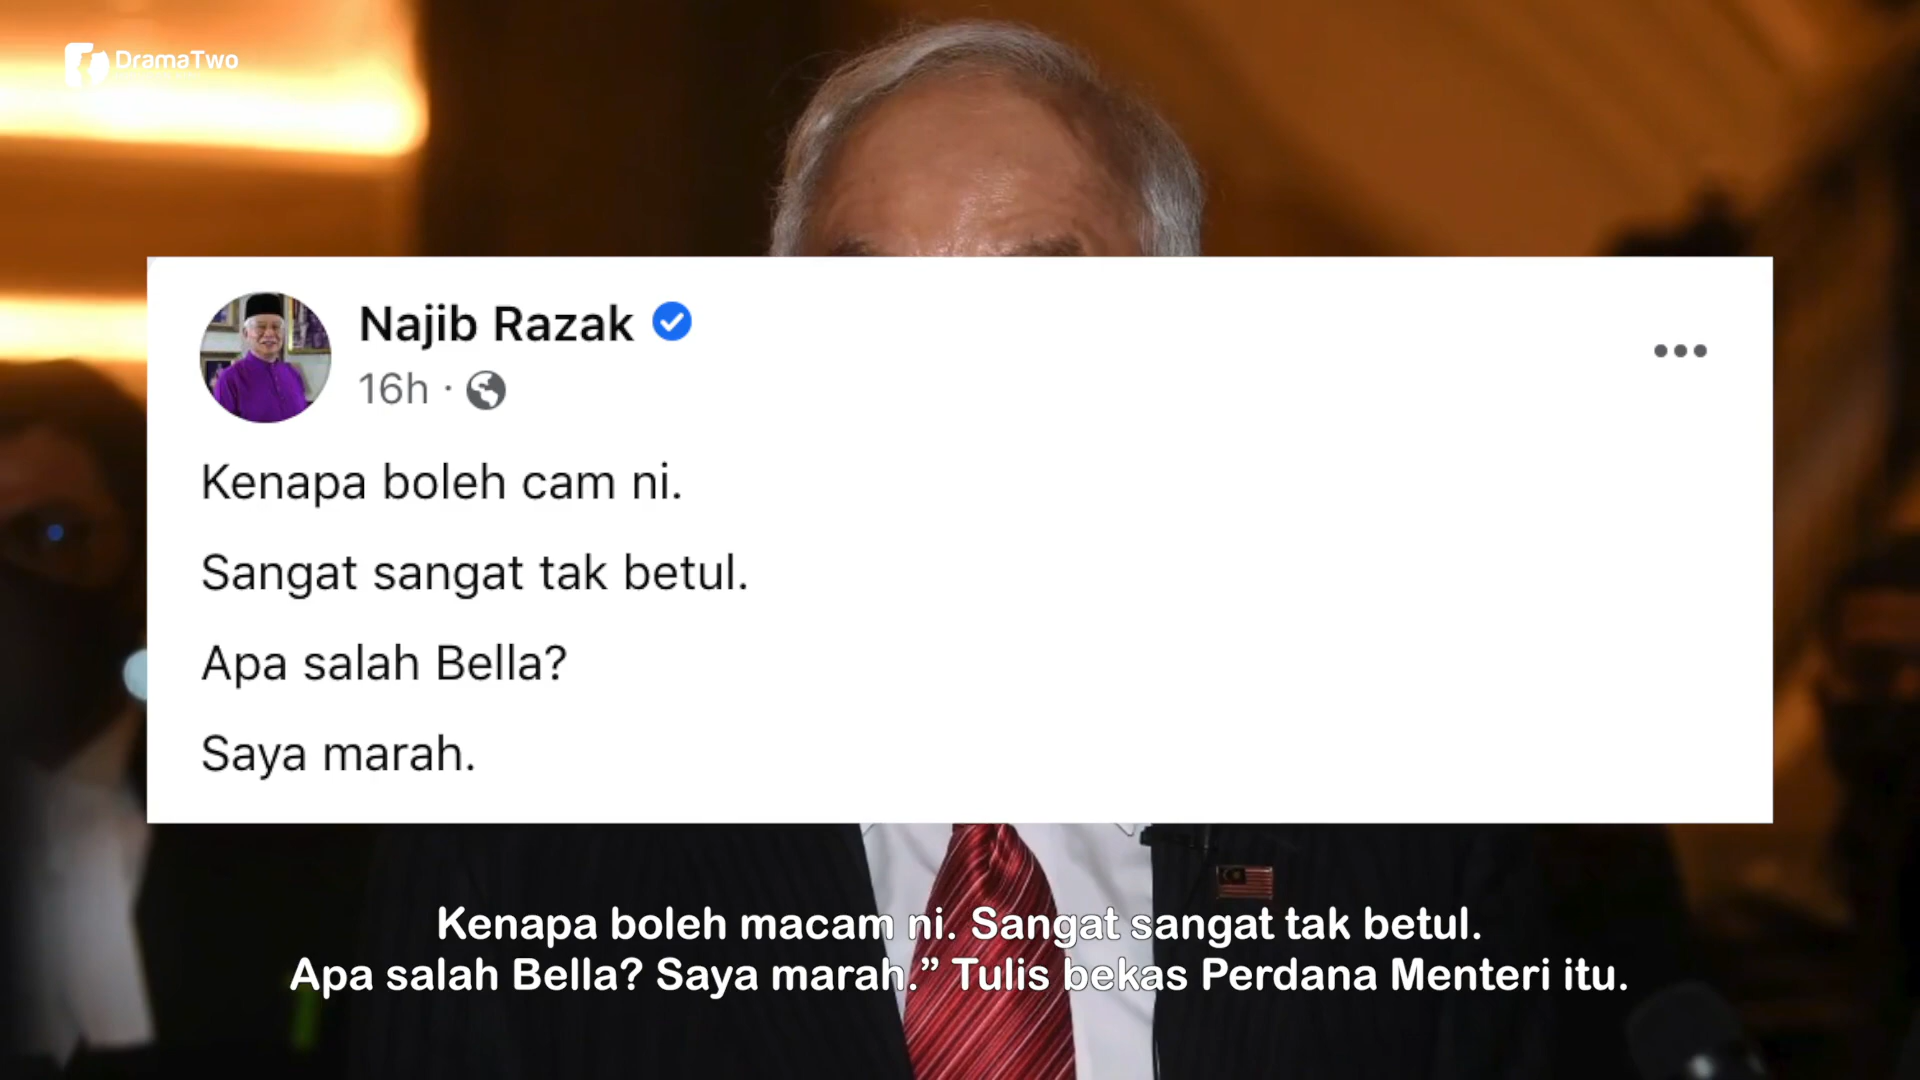 DramaTwo
Najib Razak
16h ·
Kenapa boleh cam ni.
Sangat sangat tak betul.
Apa salah Bella?
Saya marah.
Kenapa boleh macam ni. Sangat sangat tak betul.
Apa salah Bella? Saya marah.” Tulis bekas Perdana Menteri itu.